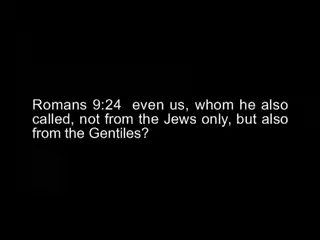 Romans 9:24  even us, whom he also
called, not from the Jews only, but also
from the Gentiles?